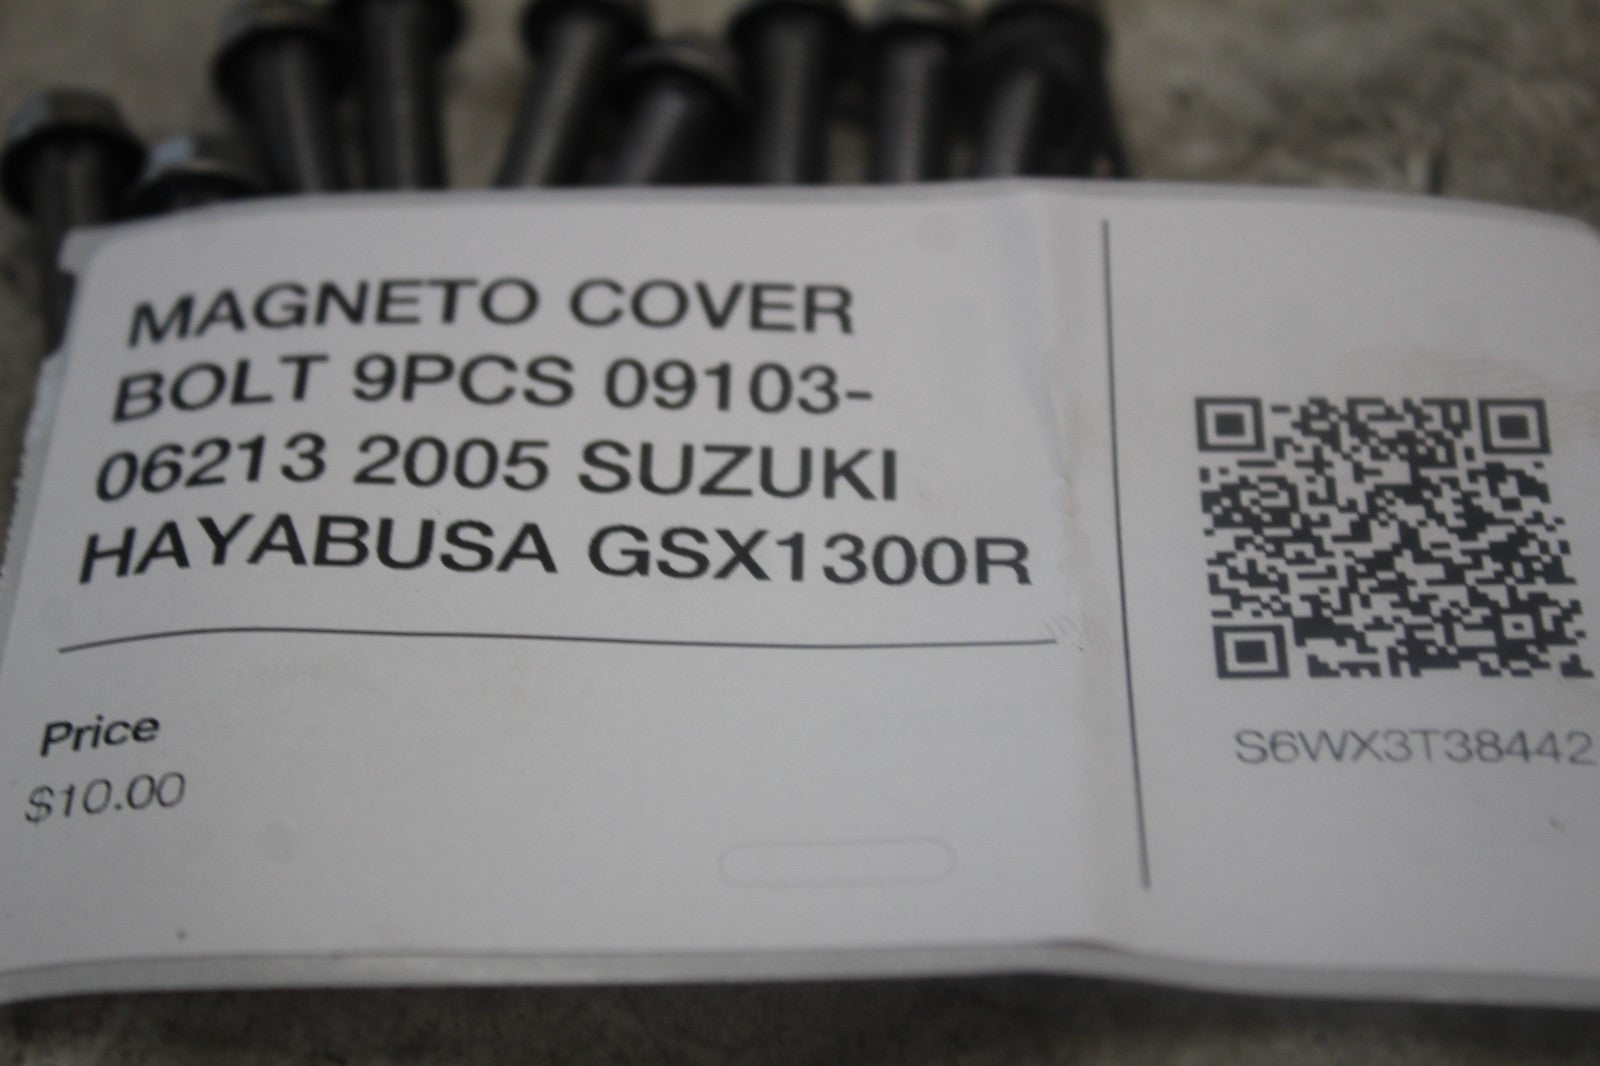 MAGNETO COVER
BOLT 9PCS 09103-
06213 2005 SUZUKI
HAYABUSA GSX1300R
Price
$10.00
S6WX3T38442